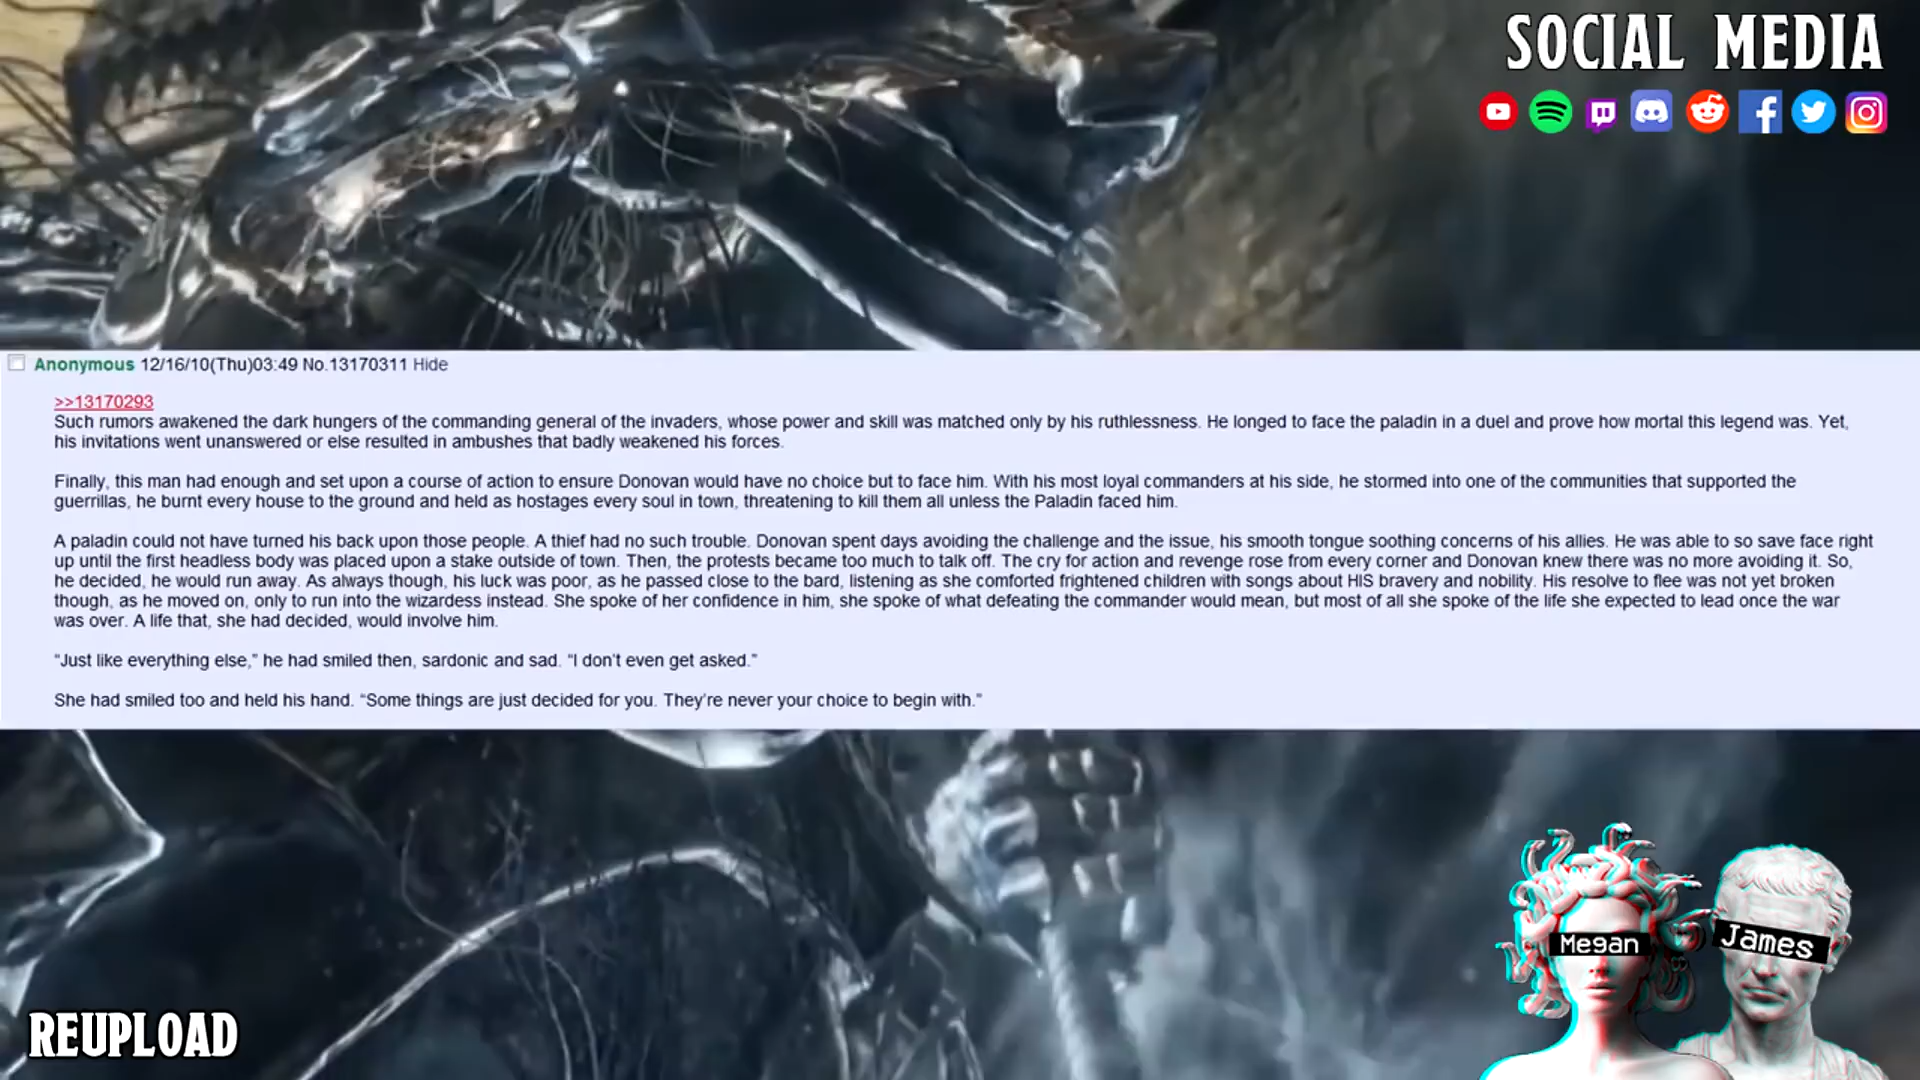 SOCIAL MEDIA
Anonymous 12/16/10(Thu)03:49 No.13170311 Hide
>>13170293
Such rumors awakened the dark hungers of the commanding general of the invaders, whose power and skill was matched only by his ruthlessness. He longed to face the paladin in a duel and prove how mortal this legend was. Yet,
his invitations went unanswered or else resulted in ambushes that badly weakened his forces.
Finally, this man had enough and set upon a course of action to ensure Donovan would have no choice but to face him. With his most loyal commanders at his side, he stormed into one of the communities that supported the
guerrillas, he burnt every house to the ground and held as hostages every soul in town, threatening to kill them all unless the Paladin faced him.
A paladin could not have turned his back upon those people. A thief had no such trouble. Donovan spent days avoiding the challenge and the issue, his smooth tongue soothing concerns of his allies. He was able to so save face right
up until the first headless body was placed upon a stake outside of town. Then, the protests became too much to talk off. The cry for action and revenge rose from every corner and Donovan knew there was no more avoiding it. So,
he decided, he would run away. As always though, his luck was poor, as he passed close to the bard, listening as she comforted frightened children with songs about HIS bravery and nobility. His resolve to flee was not yet broken
though, as he moved on, only to run into the wizardess instead. She spoke of her confidence in him, she spoke of what defeating the commander would mean, but most of all she spoke of the life she expected to lead once the war
was over. A life that, she had decided, would involve him.
“Just like everything else,” he had smiled then, sardonic and sad. “I don’t even get asked.”
She had smiled too and held his hand. “Some things are just decided for you. They’re never your choice to begin with.”
Megan
James
REUPLOAD